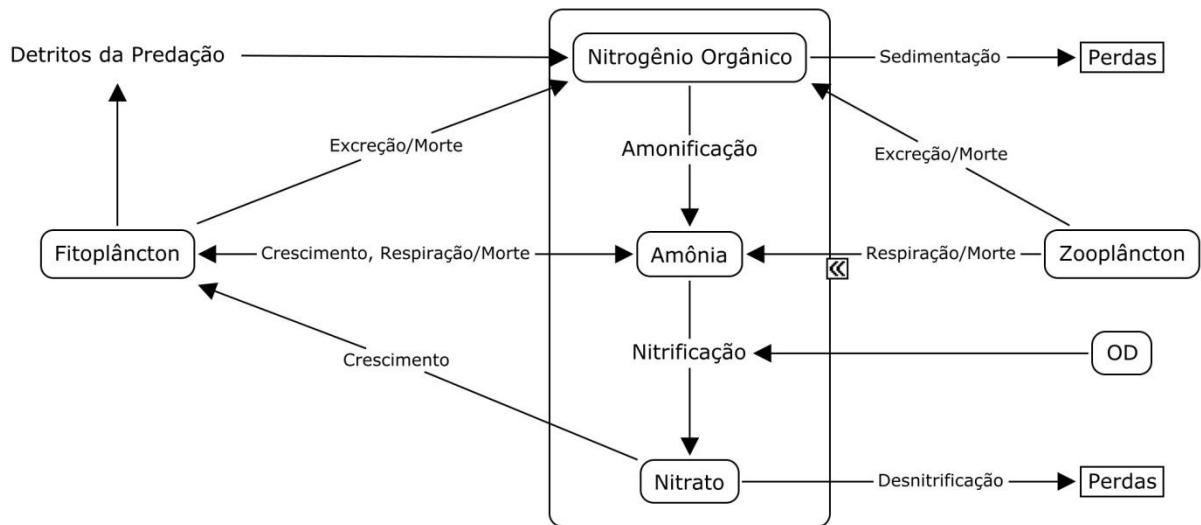 Detritos da Predação
Nitrogênio Orgânico
Sedimentação
Perdas
Excreção/Morte
Amonificação
Excreção/Morte
Fitoplâncton
Crescimento, Respiração/Morte
Amônia
Respiração/Morte
Zooplâncton
Crescimento
Nitrificação
OD
Nitrato
Desnitrificação
Perdas